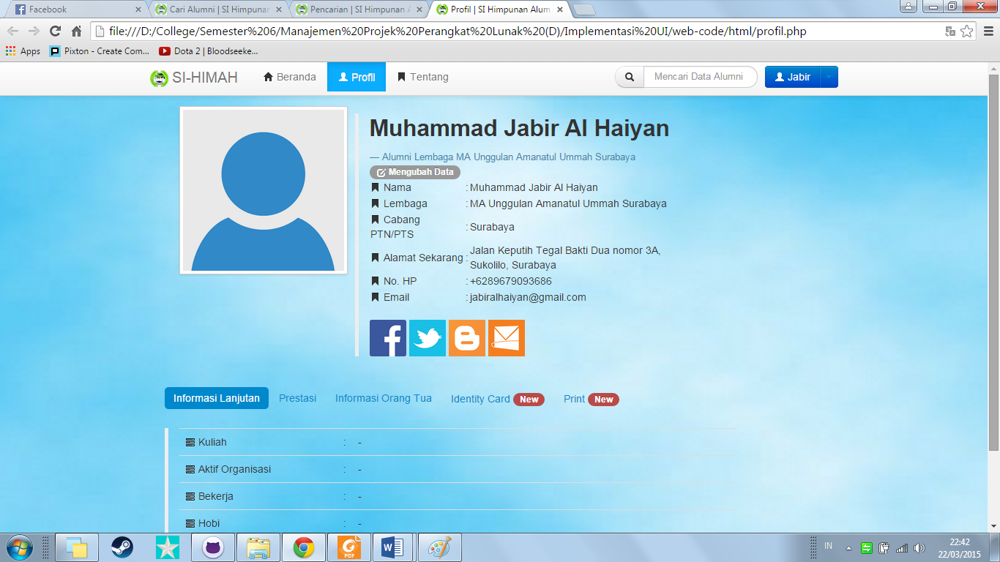 Facebook
Cari Alumni | SI Himpunan
Pencarian | SI Himpunan A
Profil | SI Himpunan Alum
file:///D:/College/Semester%206/Manajemen%20Projek%20Perangkat%20Lunak%20(D)/Implementasi%20UI/web-code/html/profil.php
Apps
Pixton - Create Com...
Dota 2 | Bloodseeke...
SI-HIMAH
Beranda
Profil
Tentang
Mencari Data Alumni
Jabir
Muhammad Jabir Al Haiyan
— Alumni Lembaga MA Unggulan Amanatul Ummah Surabaya
Mengubah Data
Nama : Muhammad Jabir Al Haiyan
Lembaga : MA Unggulan Amanatul Ummah Surabaya
Cabang
PTN/PTS : Surabaya
Alamat Sekarang : Jalan Keputih Tegal Bakti Dua nomor 3A,
Sukolilo, Surabaya
No. HP : +6289679093686
Email : jabiralhaiyan@gmail.com
Informasi Lanjutan
Prestasi
Informasi Orang Tua
Identity Card New
Print New
Kuliah : -
Aktif Organisasi : -
Bekerja : -
Hobi : -
PDF
IN
22:42
22/03/2015